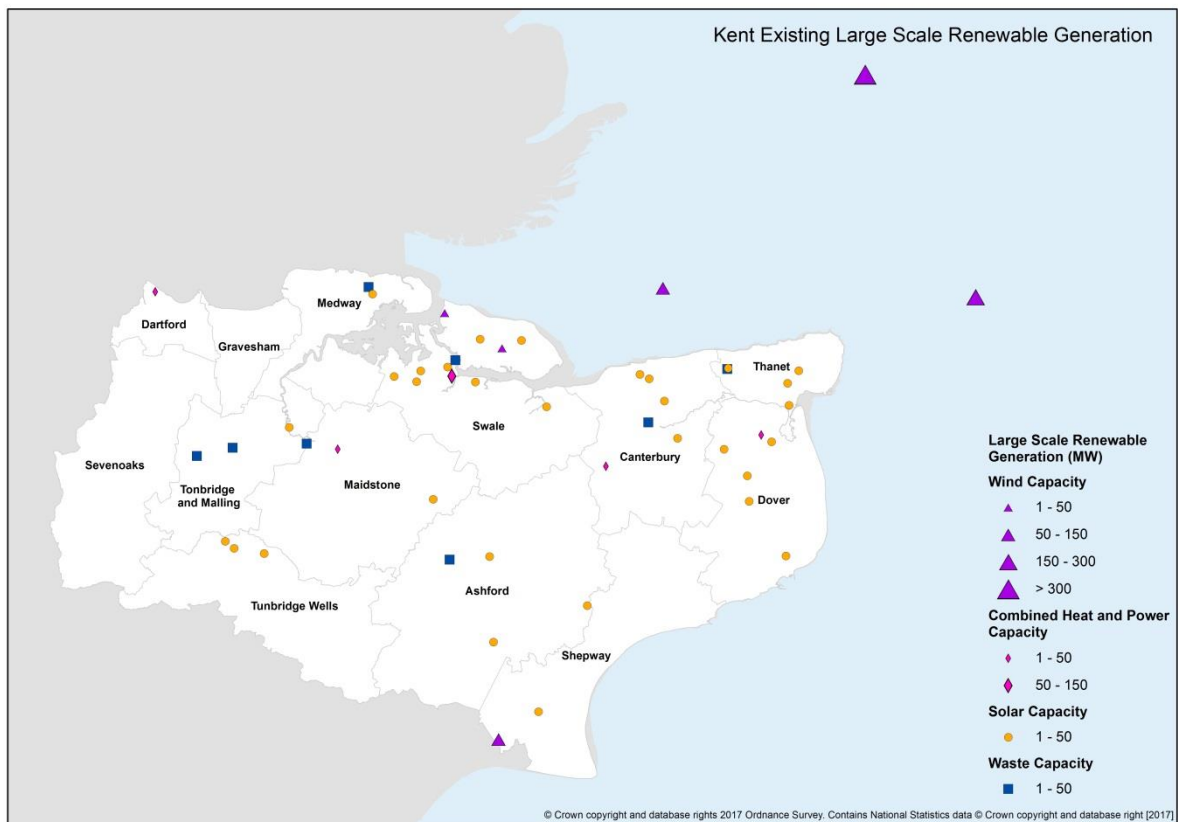 Kent Existing Large Scale Renewable Generation
Medway
Dartford
Gravesham
Thanet
Swale
Sevenoaks
Canterbury
Tonbridge
and Malling
Maidstone
Dover
Ashford
Tunbridge Wells
Shepway
Large Scale Renewable
Generation (MW)
Wind Capacity
1 - 50
50 - 150
150 - 300
> 300
Combined Heat and Power
Capacity
1 - 50
50 - 150
Solar Capacity
1 - 50
Waste Capacity
1 - 50
© Crown copyright and database rights 2017 Ordnance Survey. Contains National Statistics data © Crown copyright and database right [2017]